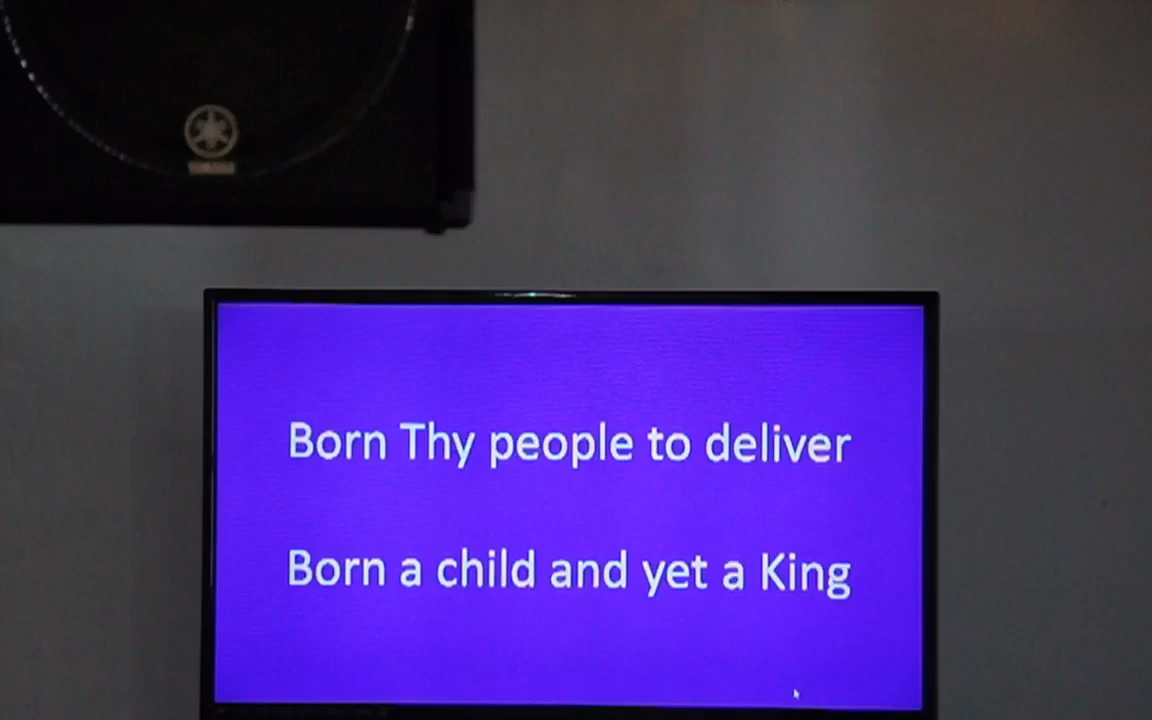 Born Thy people to deliver
Born a child and yet a King